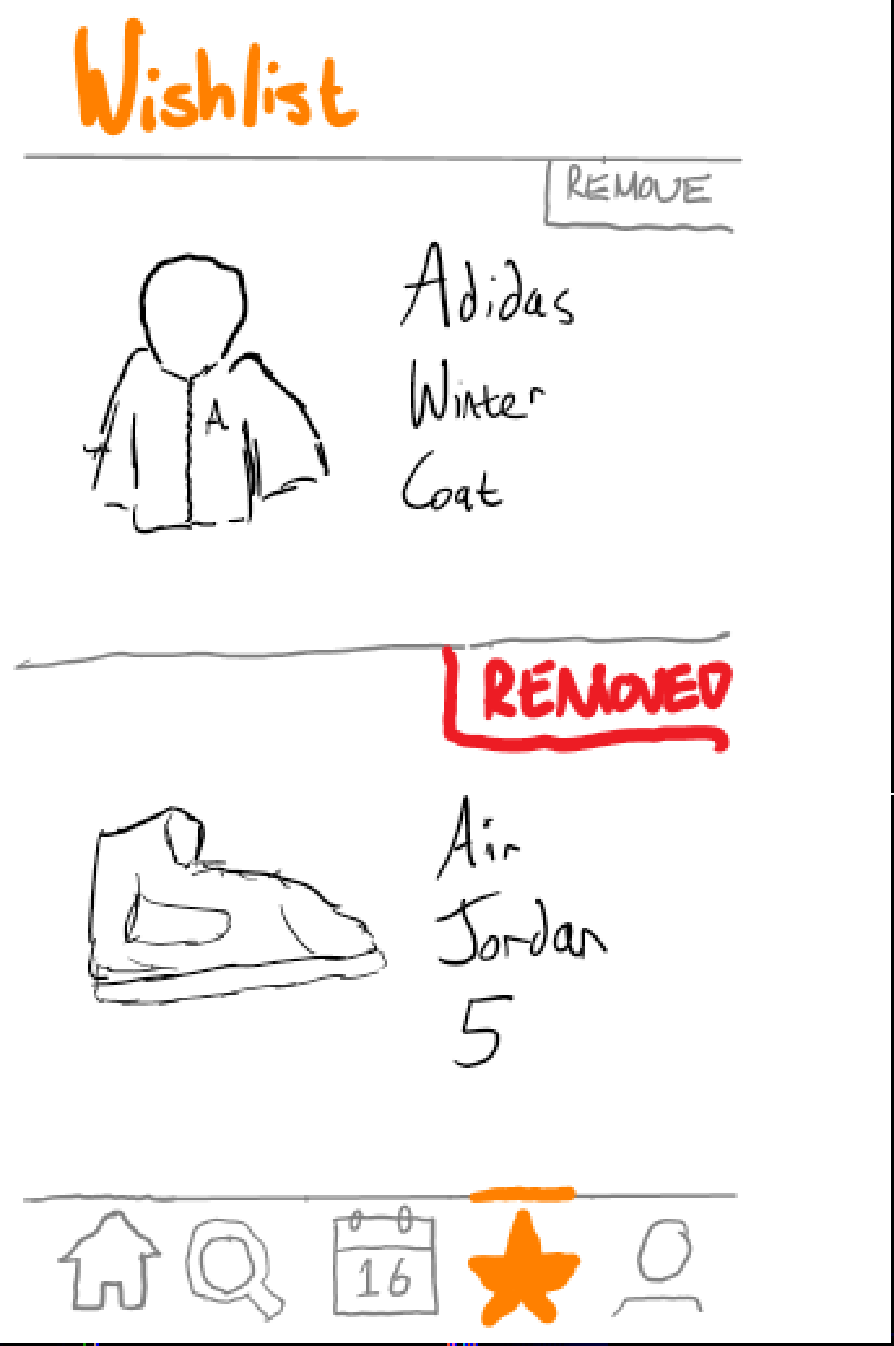 Wishlist
REMOVE
A
Adidas
Winter
Coat
REMOVED
Air
Jordan
5
16